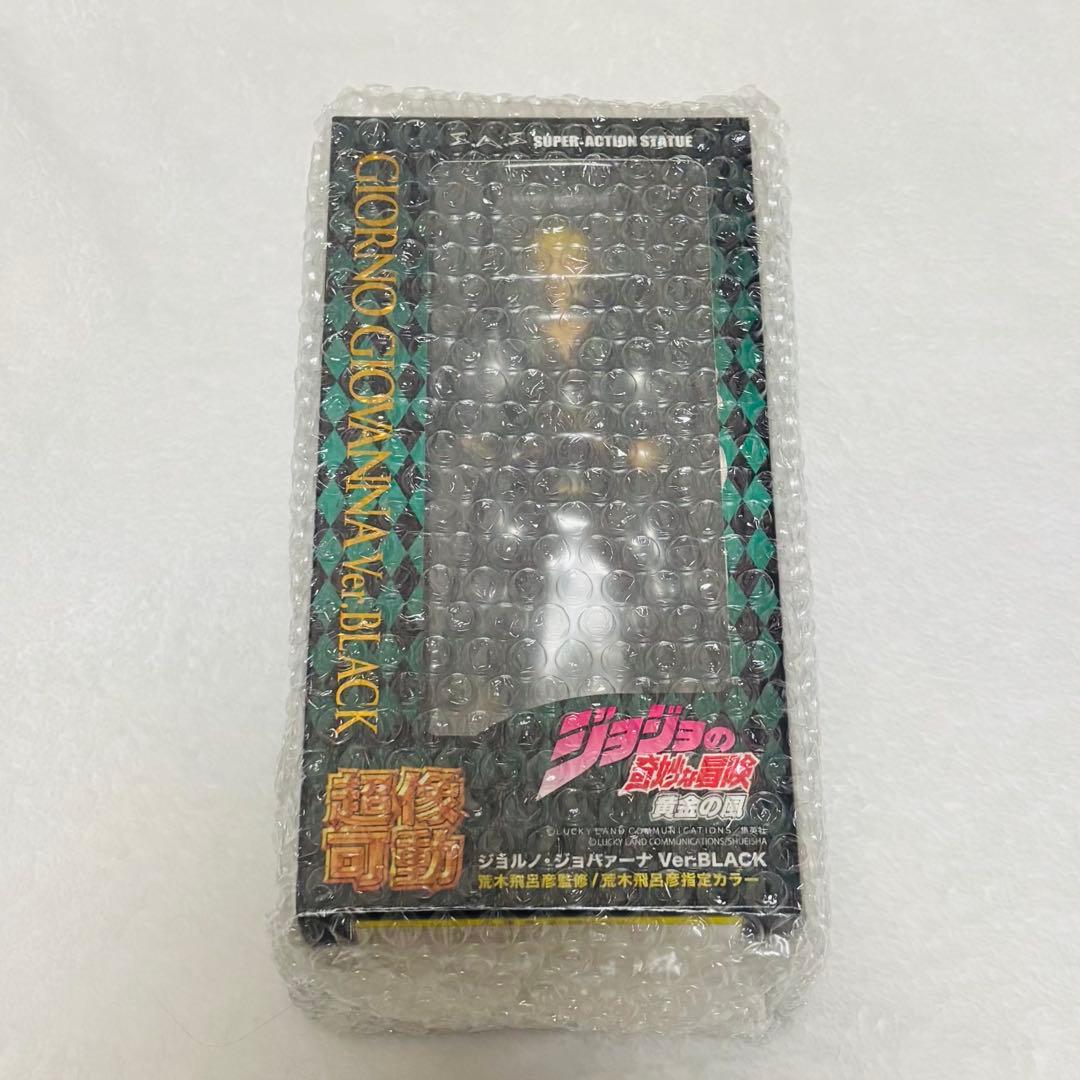 SUPER-ACTION STATUE
GIORNO GIOVANNA Ver.BLACK
ジョジョの
奇妙な冒険
黄金の風
©LUCKY LAND COMMUNICATIONS／集英社
©LUCKY LAND COMMUNICATIONS/SHUEISHA
超像
可動
ジョルノ・ジョバァーナ Ver.BLACK
荒木飛呂彦監修/荒木飛呂彦指定カラー